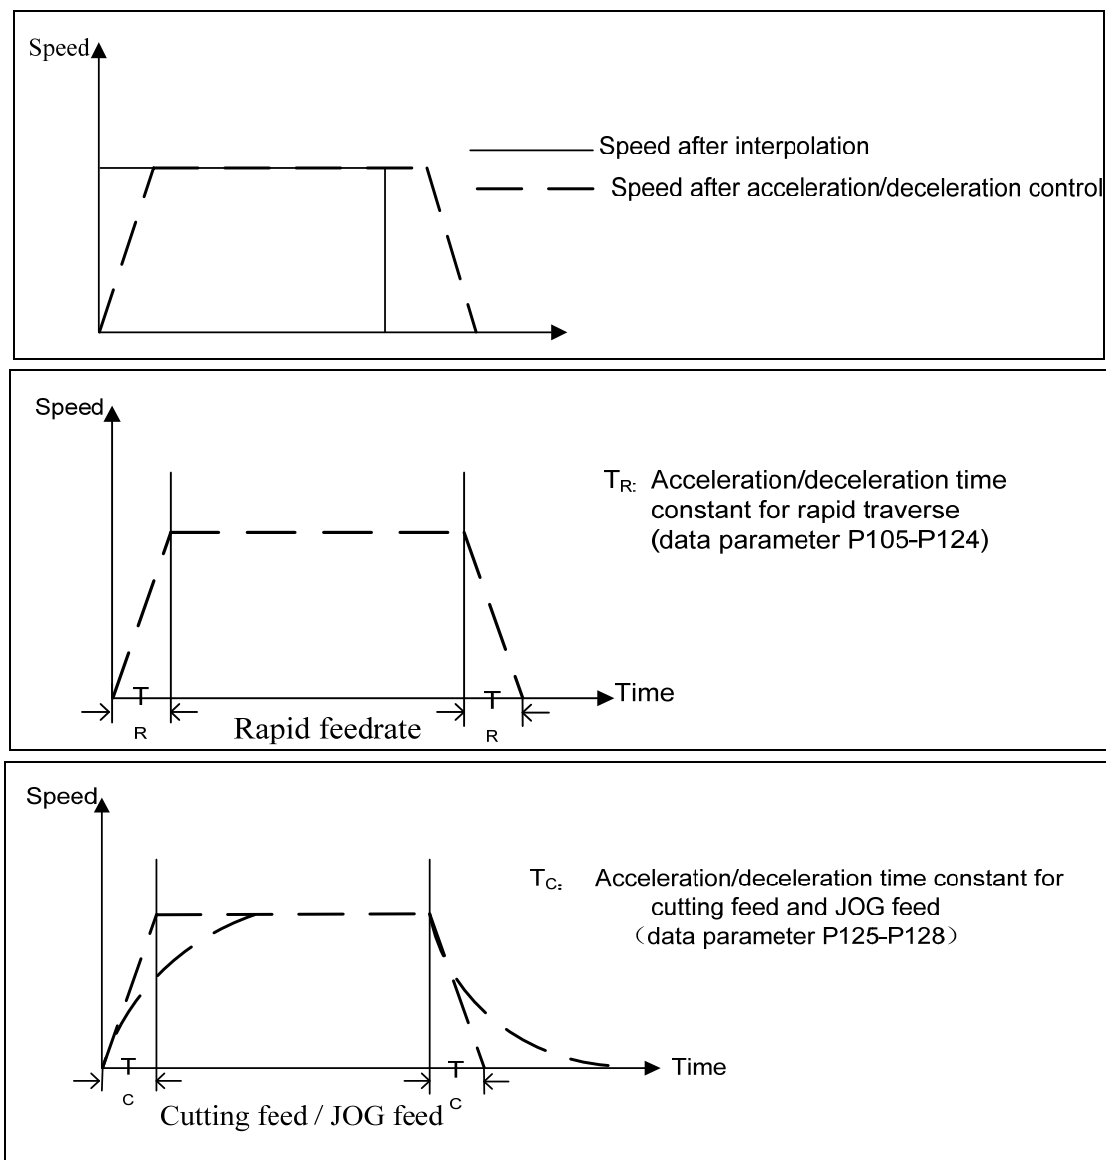 Speed
Speed after interpolation
Speed after acceleration/deceleration control
Speed
TR: Acceleration/deceleration time
constant for rapid traverse
(data parameter P105-P124)
T
R
T
R
Time
Rapid feedrate
Speed
TC: Acceleration/deceleration time constant for
cutting feed and JOG feed
（data parameter P125-P128）
T
C
T
C
Time
Cutting feed / JOG feed